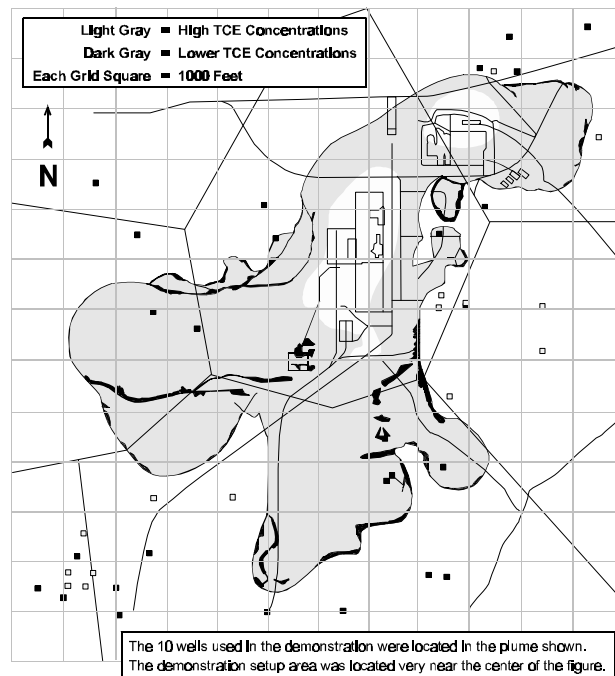 Light Gray ■ High TCE Concentrations
Dark Gray ■ Lower TCE Concentrations
Each Grid Square ■ 1000 Feet
N
The 10 wells used in the demonstration were located in the plume shown.
The demonstration setup area was located very near the center of the figure.